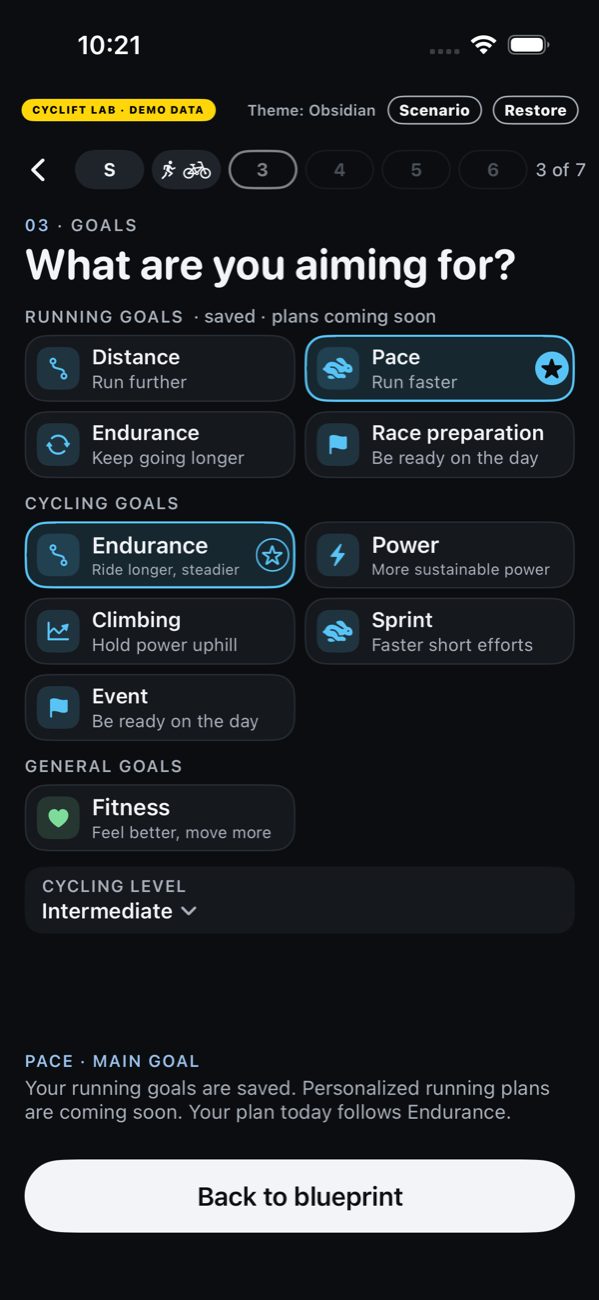 10:21
CYCLIFT LAB · DEMO DATA
Theme: Obsidian
Scenario
Restore
S
3
4
5
6
3 of 7
03 · GOALS
What are you aiming for?
RUNNING GOALS · saved · plans coming soon
Distance
Run further
Pace
Run faster
Endurance
Keep going longer
Race preparation
Be ready on the day
CYCLING GOALS
Endurance
Ride longer, steadier
Power
More sustainable power
Climbing
Hold power uphill
Sprint
Faster short efforts
Event
Be ready on the day
GENERAL GOALS
Fitness
Feel better, move more
CYCLING LEVEL
Intermediate
PACE · MAIN GOAL
Your running goals are saved. Personalized running plans
are coming soon. Your plan today follows Endurance.
Back to blueprint